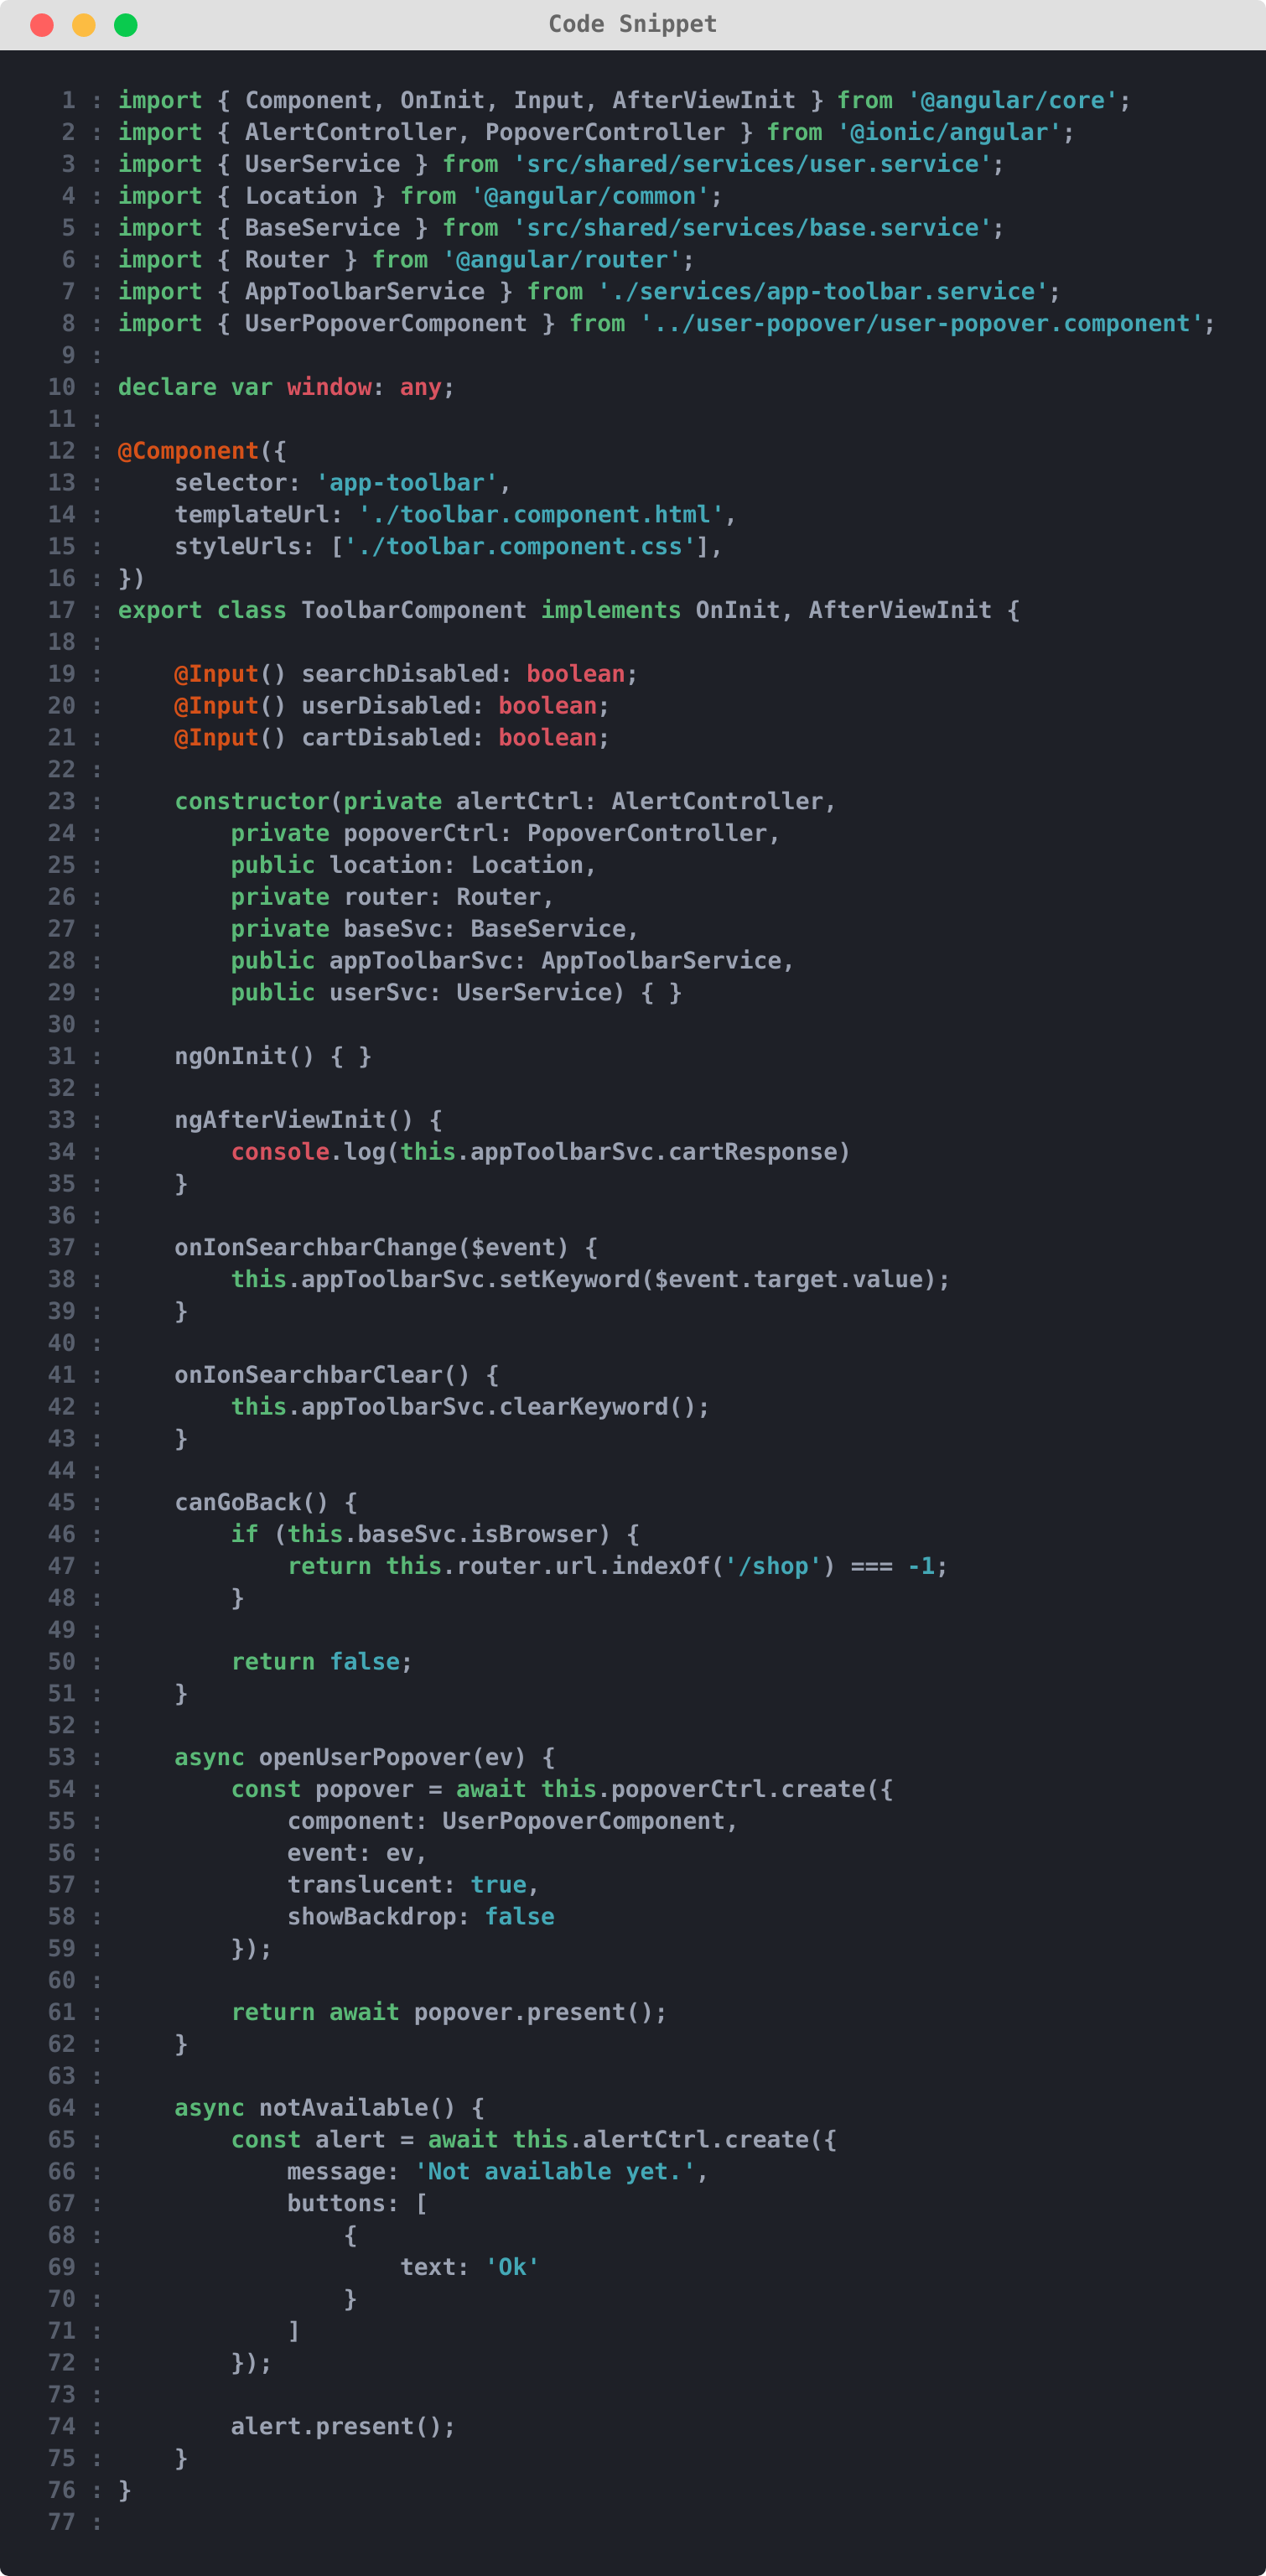 Code Snippet
1 : import { Component, OnInit, Input, AfterViewInit } from '@angular/core';
2 : import { AlertController, PopoverController } from '@ionic/angular';
3 : import { UserService } from 'src/shared/services/user.service';
4 : import { Location } from '@angular/common';
5 : import { BaseService } from 'src/shared/services/base.service';
6 : import { Router } from '@angular/router';
7 : import { AppToolbarService } from './services/app-toolbar.service';
8 : import { UserPopoverComponent } from '../user-popover/user-popover.component';
9 :
10 : declare var window: any;
11 :
12 : @Component({
13 :     selector: 'app-toolbar',
14 :     templateUrl: './toolbar.component.html',
15 :     styleUrls: ['./toolbar.component.css'],
16 : })
17 : export class ToolbarComponent implements OnInit, AfterViewInit {
18 :
19 :     @Input() searchDisabled: boolean;
20 :     @Input() userDisabled: boolean;
21 :     @Input() cartDisabled: boolean;
22 :
23 :     constructor(private alertCtrl: AlertController,
24 :         private popoverCtrl: PopoverController,
25 :         public location: Location,
26 :         private router: Router,
27 :         private baseSvc: BaseService,
28 :         public appToolbarSvc: AppToolbarService,
29 :         public userSvc: UserService) { }
30 :
31 :     ngOnInit() { }
32 :
33 :     ngAfterViewInit() {
34 :         console.log(this.appToolbarSvc.cartResponse)
35 :     }
36 :
37 :     onIonSearchbarChange($event) {
38 :         this.appToolbarSvc.setKeyword($event.target.value);
39 :     }
40 :
41 :     onIonSearchbarClear() {
42 :         this.appToolbarSvc.clearKeyword();
43 :     }
44 :
45 :     canGoBack() {
46 :         if (this.baseSvc.isBrowser) {
47 :             return this.router.url.indexOf('/shop') === -1;
48 :         }
49 :
50 :         return false;
51 :     }
52 :
53 :     async openUserPopover(ev) {
54 :         const popover = await this.popoverCtrl.create({
55 :             component: UserPopoverComponent,
56 :             event: ev,
57 :             translucent: true,
58 :             showBackdrop: false
59 :         });
60 :
61 :         return await popover.present();
62 :     }
63 :
64 :     async notAvailable() {
65 :         const alert = await this.alertCtrl.create({
66 :             message: 'Not available yet.',
67 :             buttons: [
68 :                 {
69 :                     text: 'Ok'
70 :                 }
71 :             ]
72 :         });
73 :
74 :         alert.present();
75 :     }
76 : }
77 :